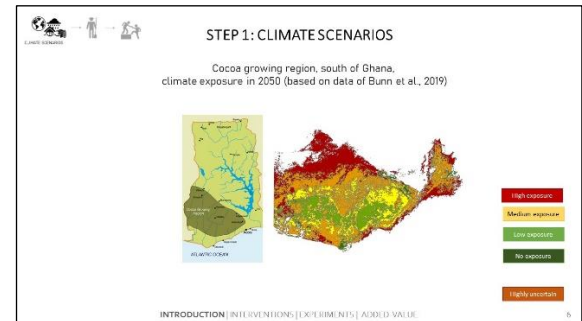 CLIMATE SCENARIOS
STEP 1: CLIMATE SCENARIOS
Cocoa growing region, south of Ghana,
climate exposure in 2050 (based on data of Bunn et al., 2019)
ATLANTIC OCEAN
High exposure
Medium exposure
Low exposure
No exposure
Highly uncertain
INTRODUCTION | INTERVENTIONS | EXPERIMENTS | ADDED-VALUE
6